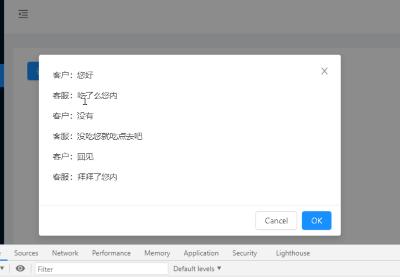 客户：您好
客服：吃了么您内
客户：没有
客服：没吃您就吃点去吧
客户：回见
客服：拜拜了您内
Cancel OK
Sources Network Performance Memory Application Security Lighthouse
Filter Default levels ▼